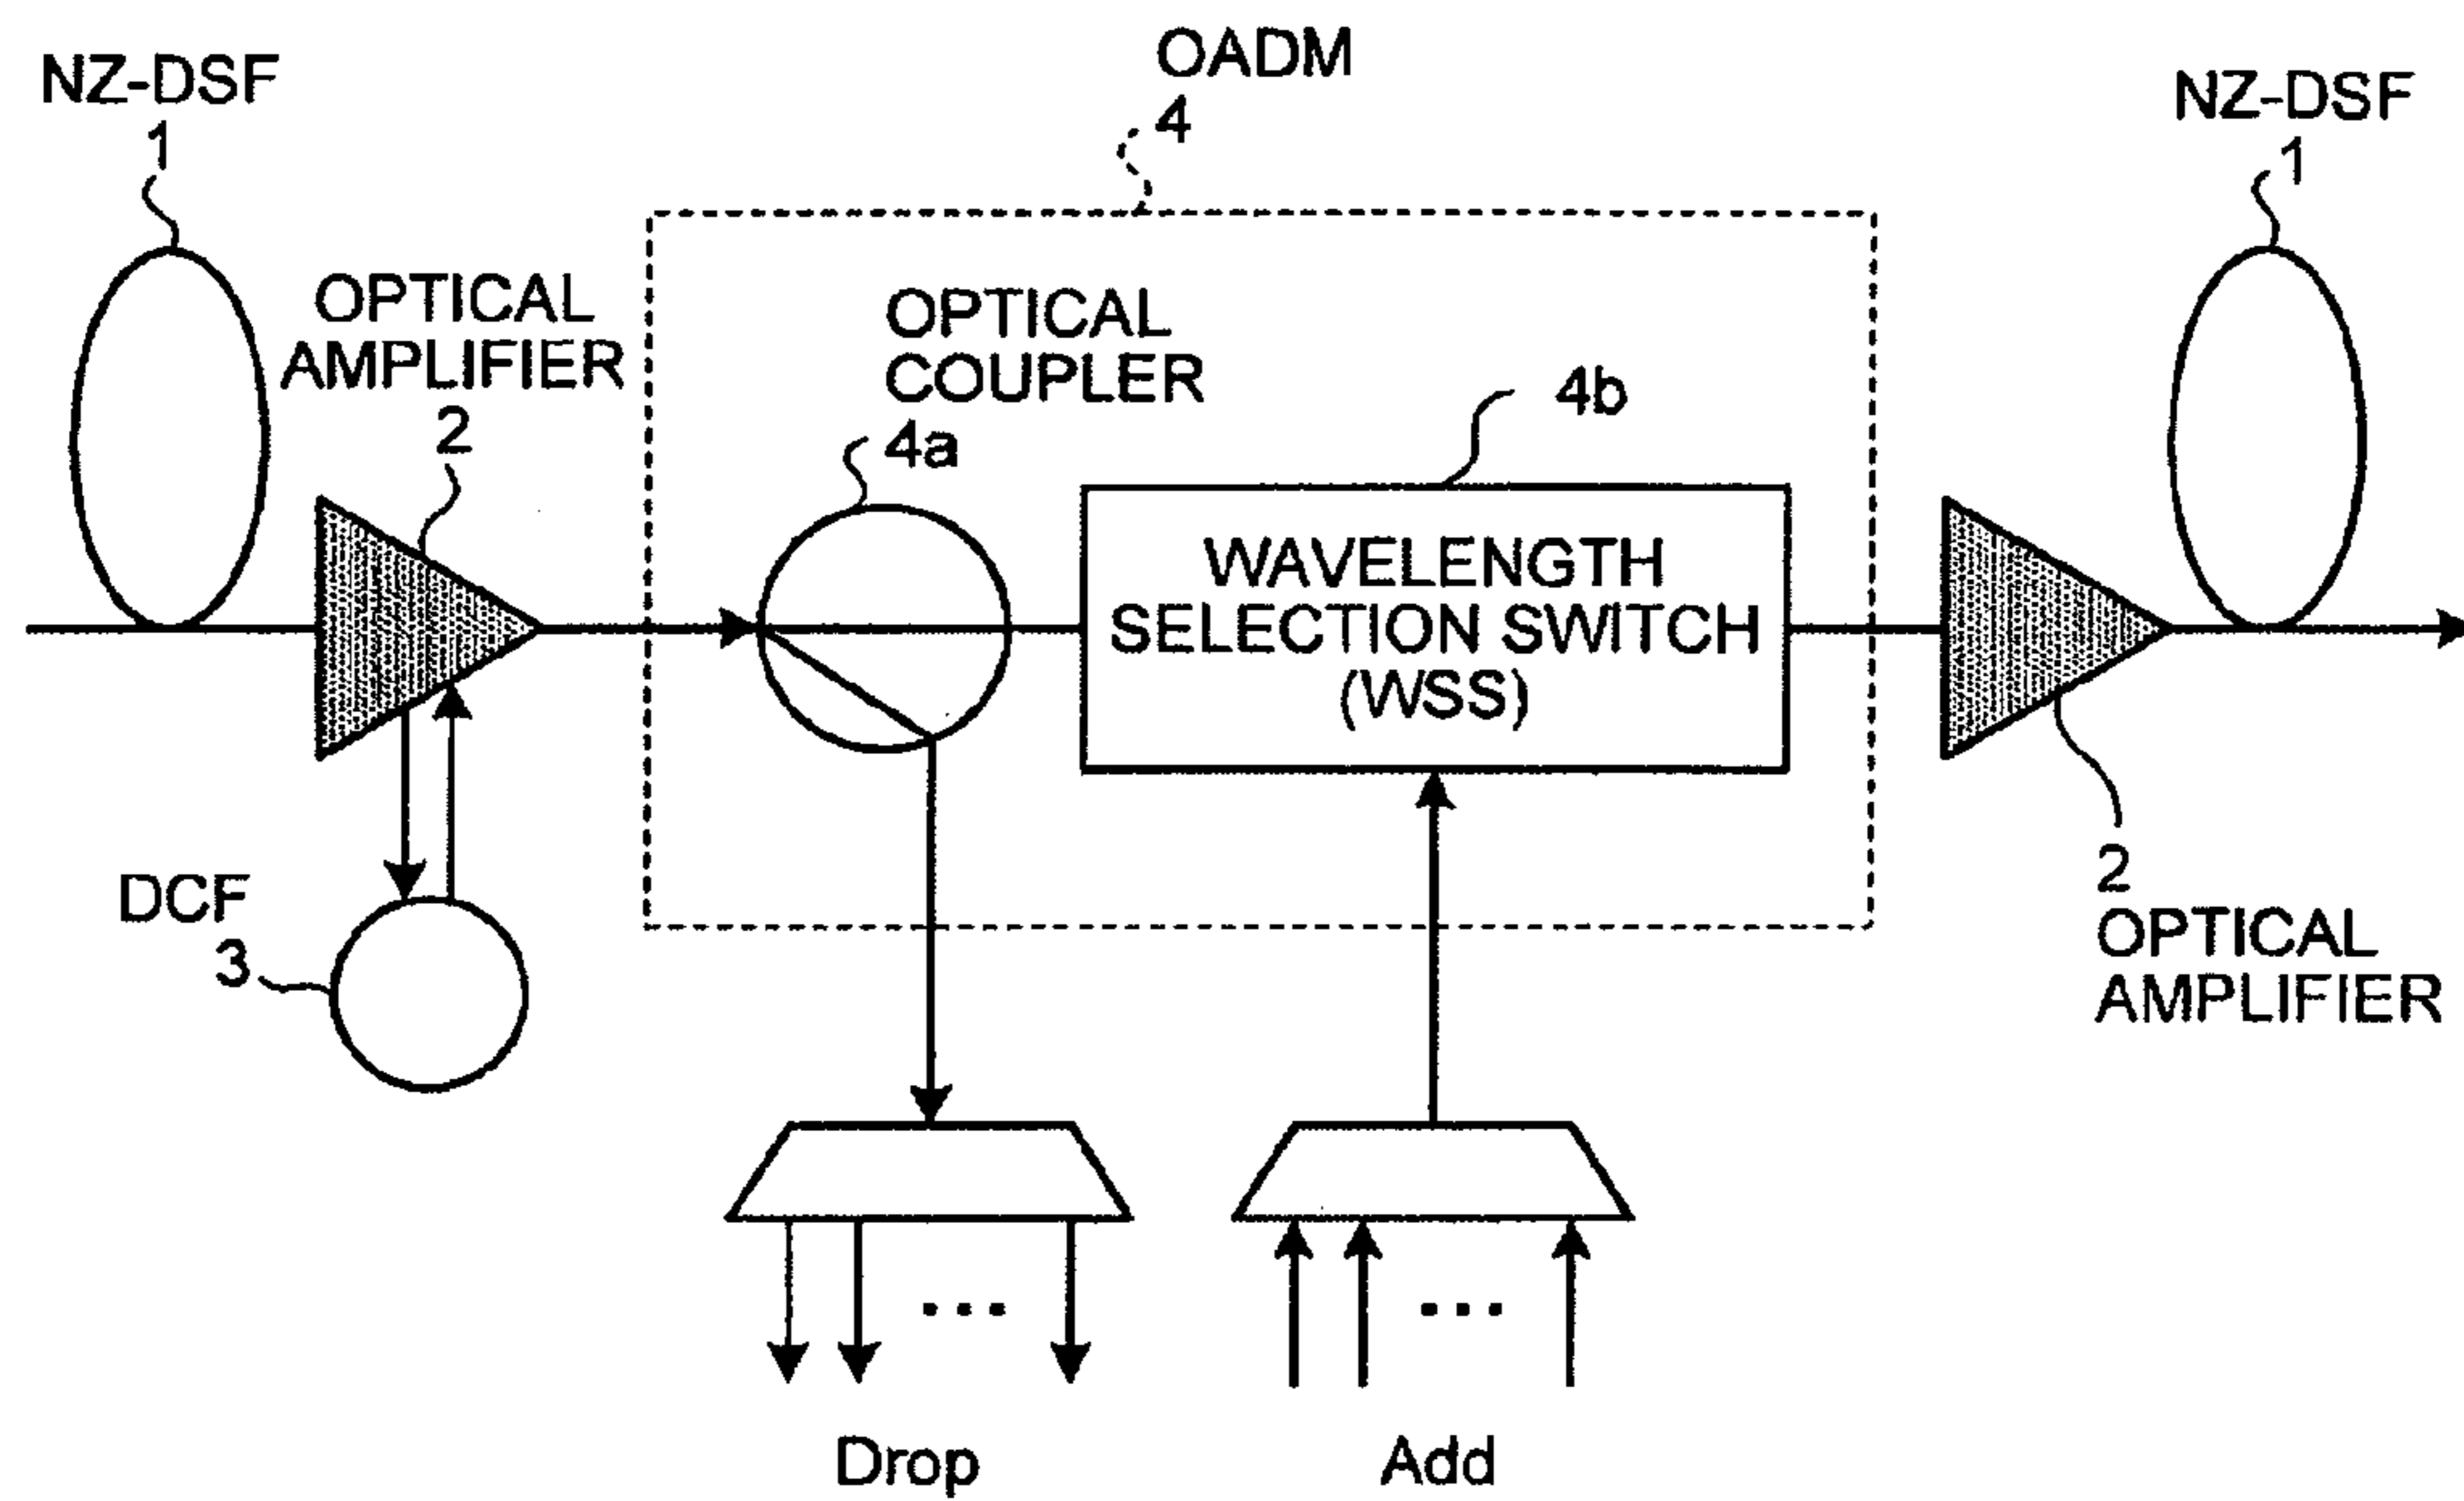 OADM
4
NZ-DSF
1
NZ-DSF
1
OPTICAL
AMPLIFIER
2
OPTICAL
COUPLER
4a
4b
WAVELENGTH
SELECTION SWITCH
(WSS)
DCF
3
2
OPTICAL
AMPLIFIER
...
...
Drop
Add